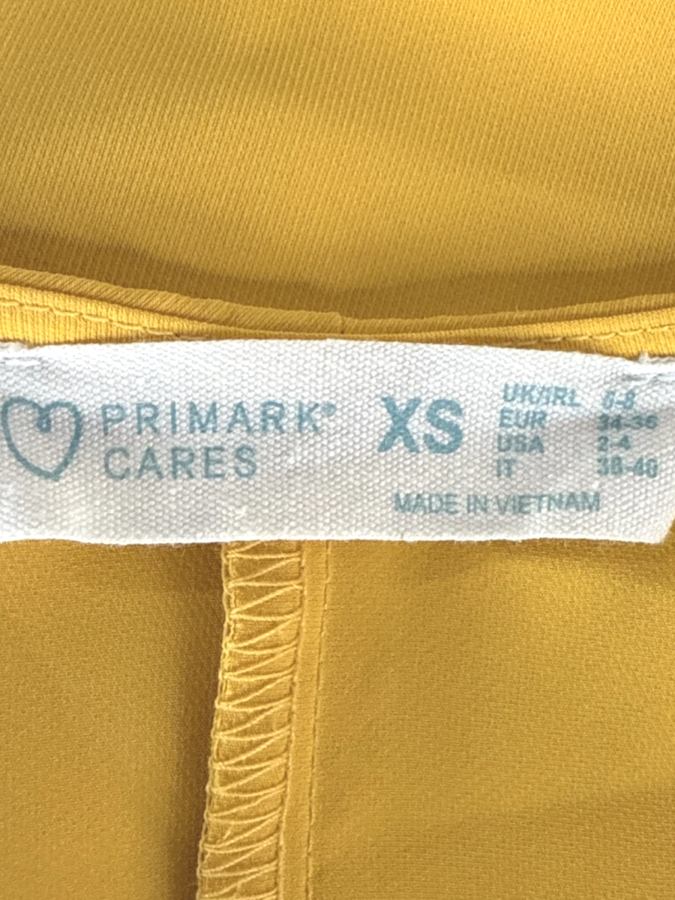 PRIMARK®
CARES
XS
UK/IRL 6-8
EUR 34-36
USA 2-4
IT 38-40
MADE IN VIETNAM